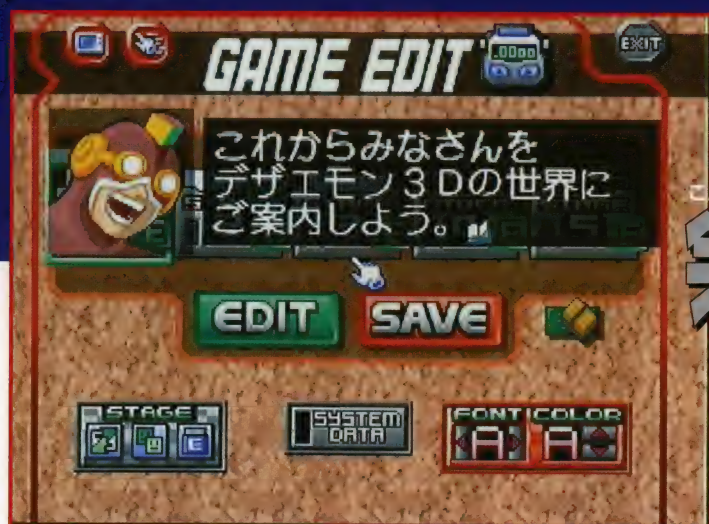 GAME EDIT
.00oo
EXIT
これからみなさんを
デザエモン3Dの世界に
ご案内しよう。
EDIT
SAVE
STAGE
E
SYSTEM
DATA
FONT COLOR
A A